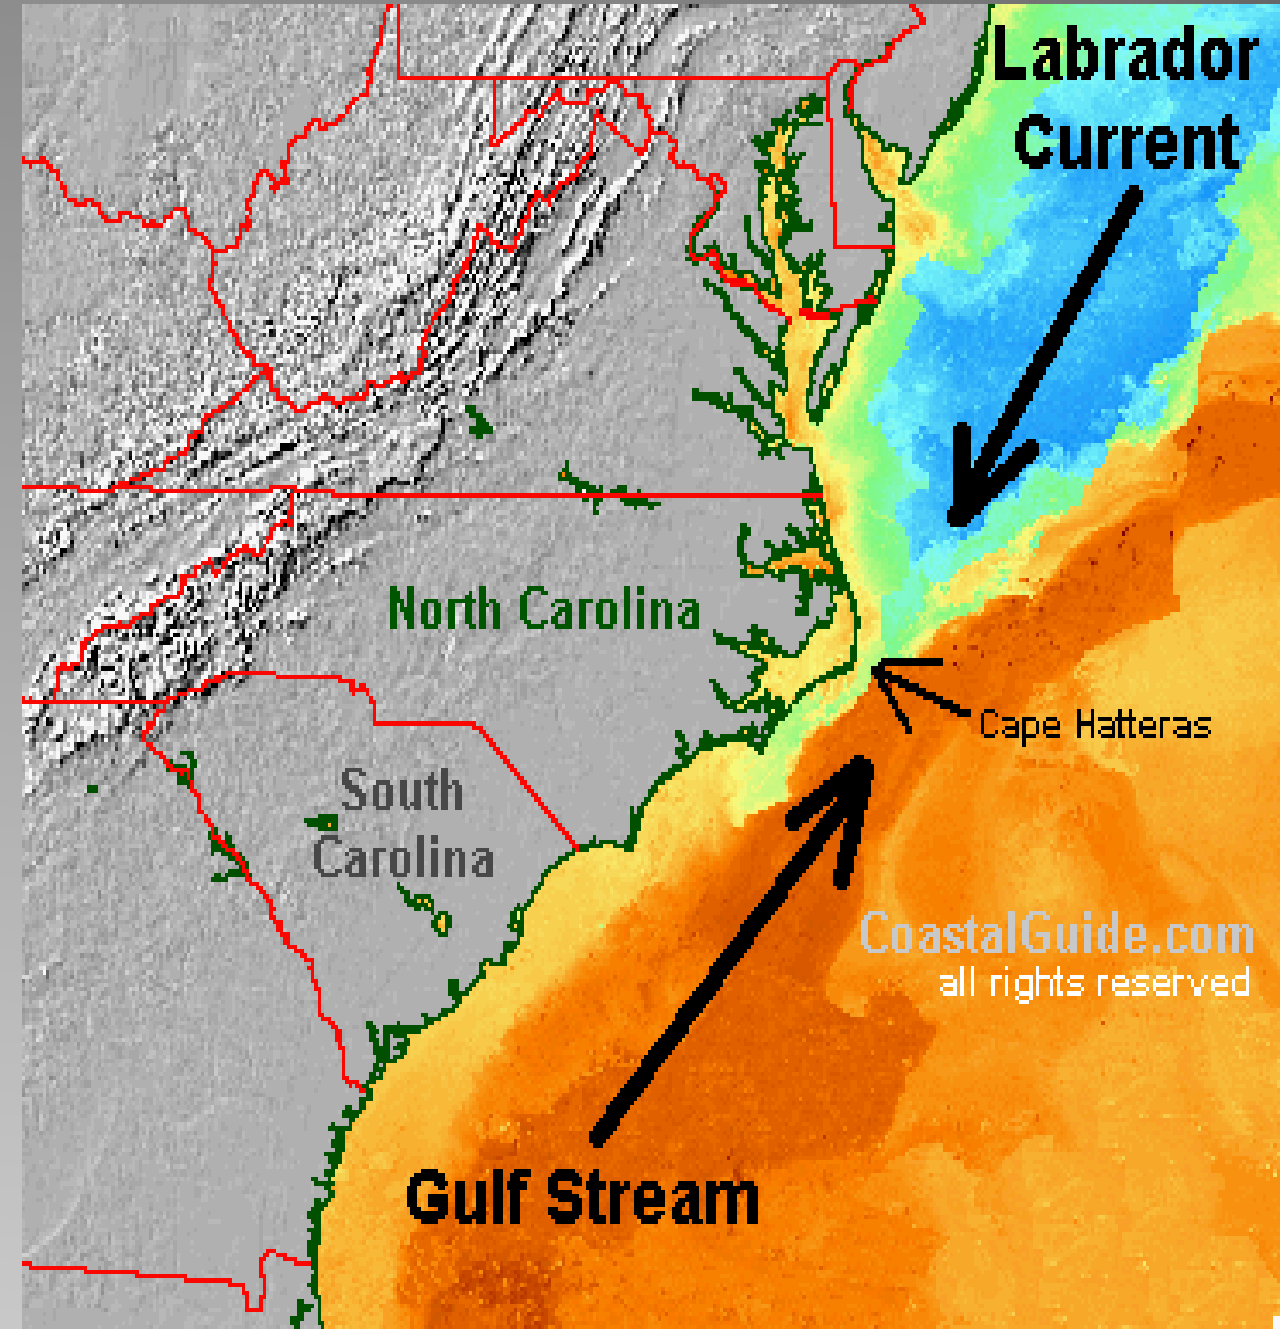 Labrador
Current
North Carolina
Cape Hatteras
South
Carolina
CoastalGuide.com
all rights reserved
Gulf Stream